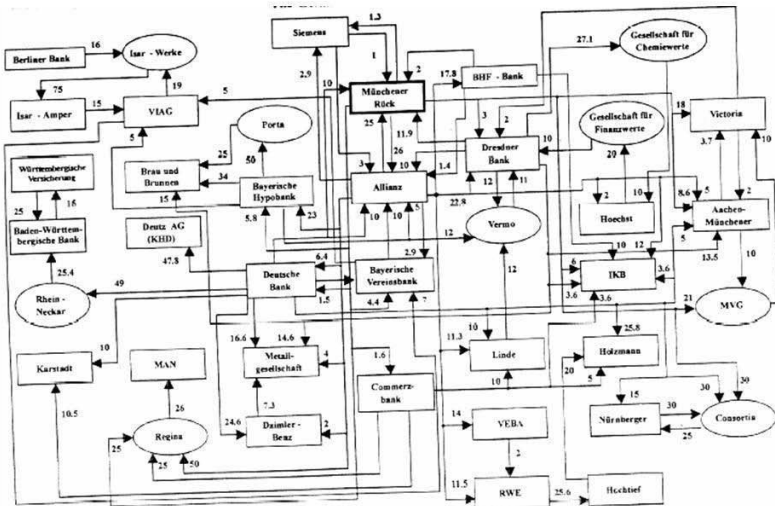 1.3
Siemens
1
27.1
Gesellschaft für
Chemiewerte
16
Isar - Werke
Berliner Bank
2.9
2
17.8
BHF - Bank
75
19
10
Münchener
Rück
Isar - Amper
15
VIAG
5
3
2
Gesellschaft für
Finanzwerte
18
Victoria
5
Porta
25
11.9
10
Dresdner
Bank
3.7
10
26
20
Württembergische
Versicherung
Brau und
Brunnen
25
50
3
10
1.4
Allianz
34
15
Bayerische
Hypobank
12
11
2
10
8.6
5
2
22.8
Hoechst
Aachen-
Münchener
25
16
5.8
23
10
10
5
Vermo
Deutz AG
(KHD)
Baden-Württem-
bergische Bank
12
10
12
5
47.8
6.4
2.9
13.5
10
Deutsche
Bank
Bayerische
Vereinsbank
12
6
IKB
3.6
25.4
49
1.5
4.4
7
3.6
3.6
21
MVG
Rhein -
Neckar
16.6
14.6
11.3
10
25.8
10
Karstadt
MAN
Metall-
gesellschaft
4
1.6
Linde
Holzmann
20
Commerz-
bank
10
5
10.5
26
7.3
15
30
30
24.6
Daimler -
Benz
2
14
VEBA
Nürnberger
30
Consortia
25
Regina
25
25
50
2
11.5
RWE
25.6
Hochtief